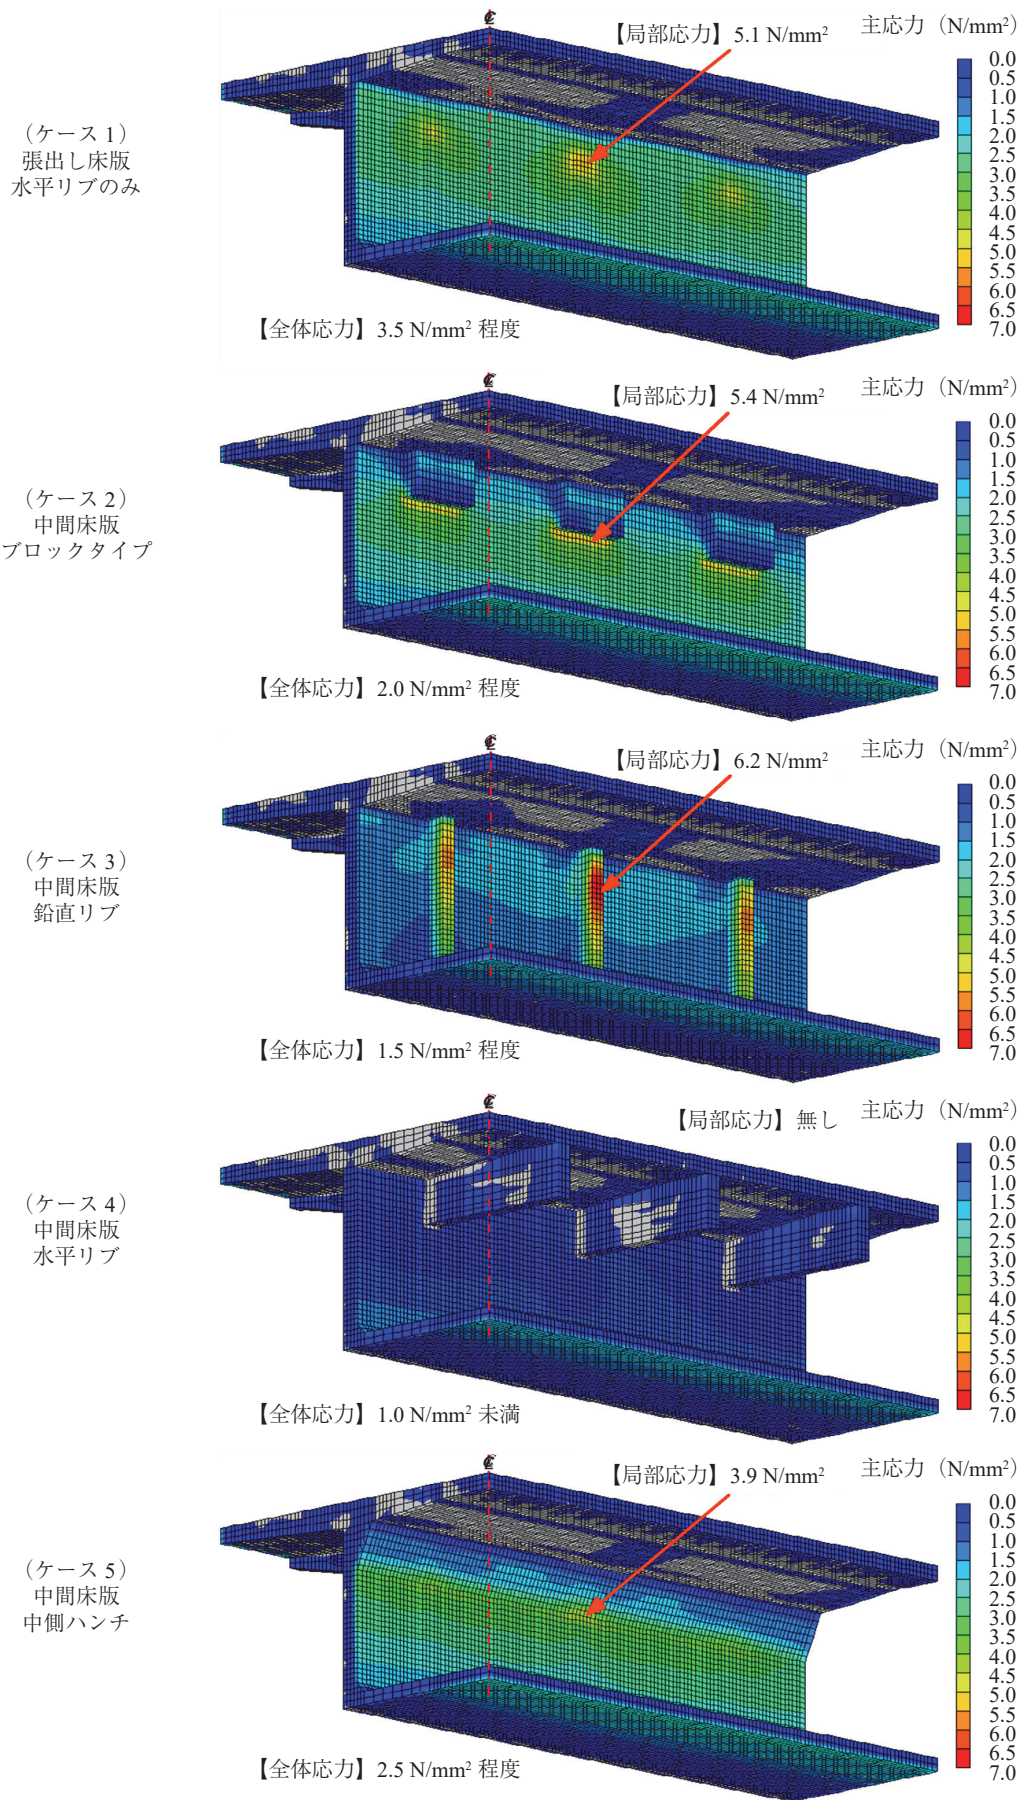 ℄
【局部応力】5.1 N/mm²
主応力（N/mm²）
（ケース 1）
張出し床版
水平リブのみ
0.0
0.5
1.0
1.5
2.0
2.5
3.0
3.5
4.0
4.5
5.0
5.5
6.0
6.5
7.0
【全体応力】3.5 N/mm² 程度
℄
【局部応力】5.4 N/mm²
主応力（N/mm²）
（ケース 2）
中間床版
ブロックタイプ
0.0
0.5
1.0
1.5
2.0
2.5
3.0
3.5
4.0
4.5
5.0
5.5
6.0
6.5
7.0
【全体応力】2.0 N/mm² 程度
℄
【局部応力】6.2 N/mm²
主応力（N/mm²）
（ケース 3）
中間床版
鉛直リブ
0.0
0.5
1.0
1.5
2.0
2.5
3.0
3.5
4.0
4.5
5.0
5.5
6.0
6.5
7.0
【全体応力】1.5 N/mm² 程度
℄
【局部応力】無し
主応力（N/mm²）
（ケース 4）
中間床版
水平リブ
0.0
0.5
1.0
1.5
2.0
2.5
3.0
3.5
4.0
4.5
5.0
5.5
6.0
6.5
7.0
【全体応力】1.0 N/mm² 未満
℄
【局部応力】3.9 N/mm²
主応力（N/mm²）
（ケース 5）
中間床版
中側ハンチ
0.0
0.5
1.0
1.5
2.0
2.5
3.0
3.5
4.0
4.5
5.0
5.5
6.0
6.5
7.0
【全体応力】2.5 N/mm² 程度